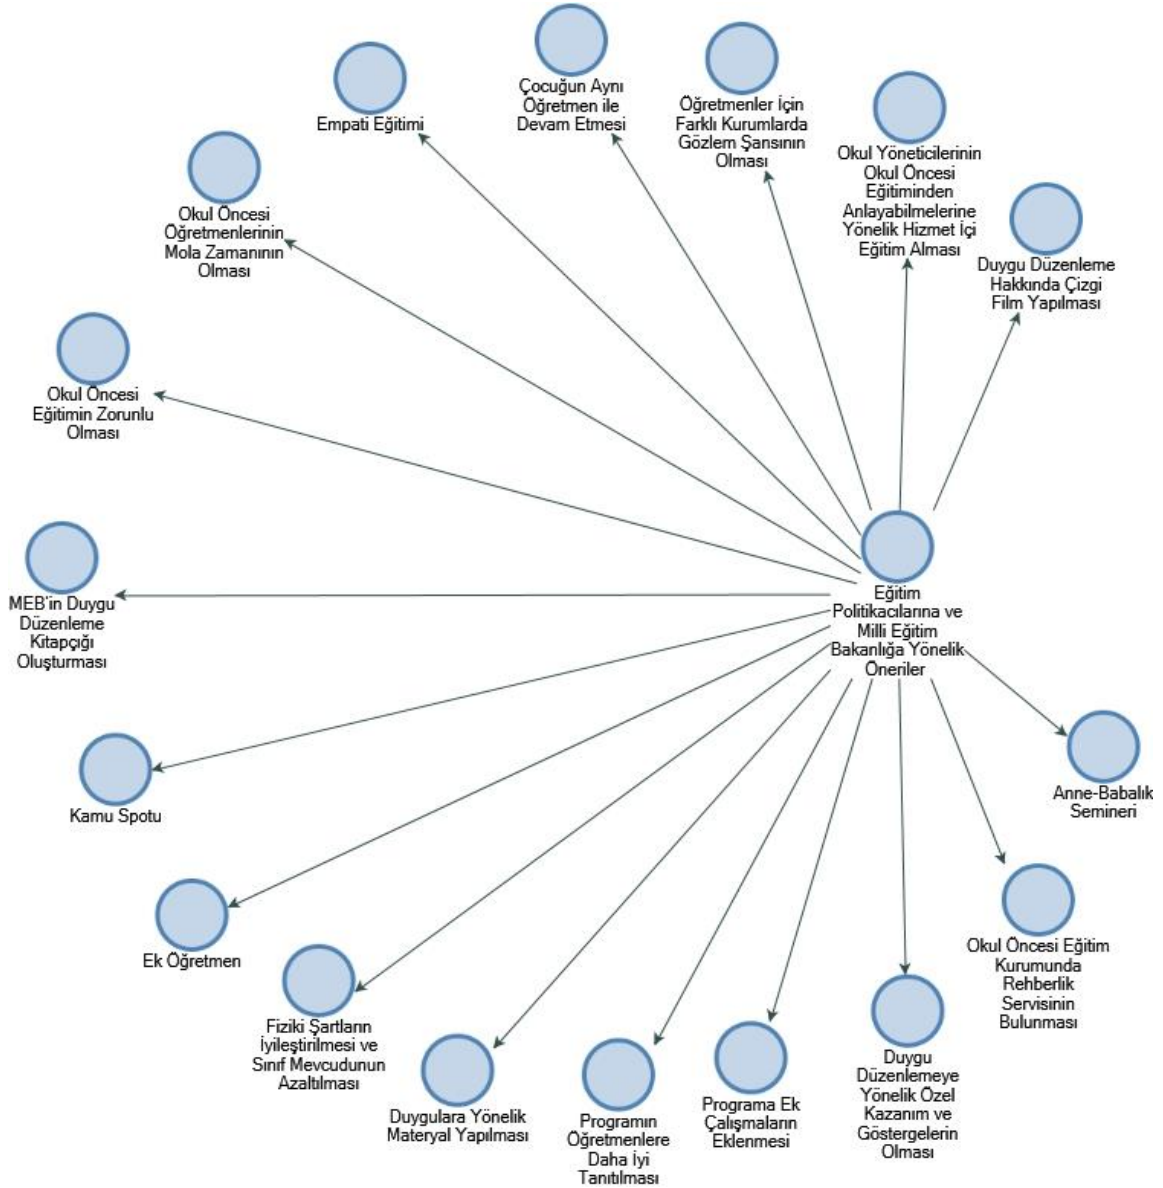 Çocuğun Aynı
Öğretmen ile
Devam Etmesi
Empati Eğitimi
Öğretmenler İçin
Farklı Kurumlarda
Gözlem Şansının
Olması
Okul Yöneticilerinin
Okul Öncesi
Eğitiminden
Anlayabilmelerine
Yönelik Hizmet İçi
Eğitim Alması
Okul Öncesi
Öğretmenlerinin
Mola Zamanının
Olması
Duygu Düzenleme
Hakkında Çizgi
Film Yapılması
Okul Öncesi
Eğitimin Zorunlu
Olması
MEB'in Duygu
Düzenleme
Kitapçığı
Oluşturması
Eğitim
Politikacılarına ve
Milli Eğitim
Bakanlığa Yönelik
Öneriler
Kamu Spotu
Anne-Babalık
Semineri
Ek Öğretmen
Okul Öncesi Eğitim
Kurumunda
Rehberlik
Servisinin
Bulunması
Fiziki Şartların
İyileştirilmesi ve
Sınıf Mevcudunun
Azaltılması
Duygulara Yönelik
Materyal Yapılması
Programın
Öğretmenlere
Daha İyi
Tanıtılması
Programa Ek
Çalışmaların
Eklenmesi
Duygu
Düzenlemeye
Yönelik Özel
Kazanım ve
Göstergelerin
Olması